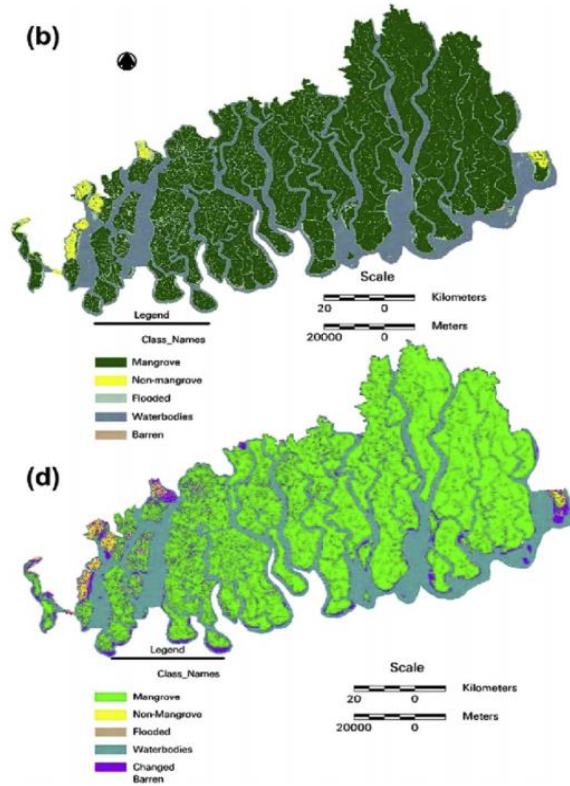 (b)
Scale
20 0 Kilometers
20000 0 Meters
Legend
Class_Names
Mangrove
Non-mangrove
Flooded
Waterbodies
Barren
(d)
Scale
20 0 Kilometers
20000 0 Meters
Legend
Class_Names
Mangrove
Non-Mangrove
Flooded
Waterbodies
Changed
Barren